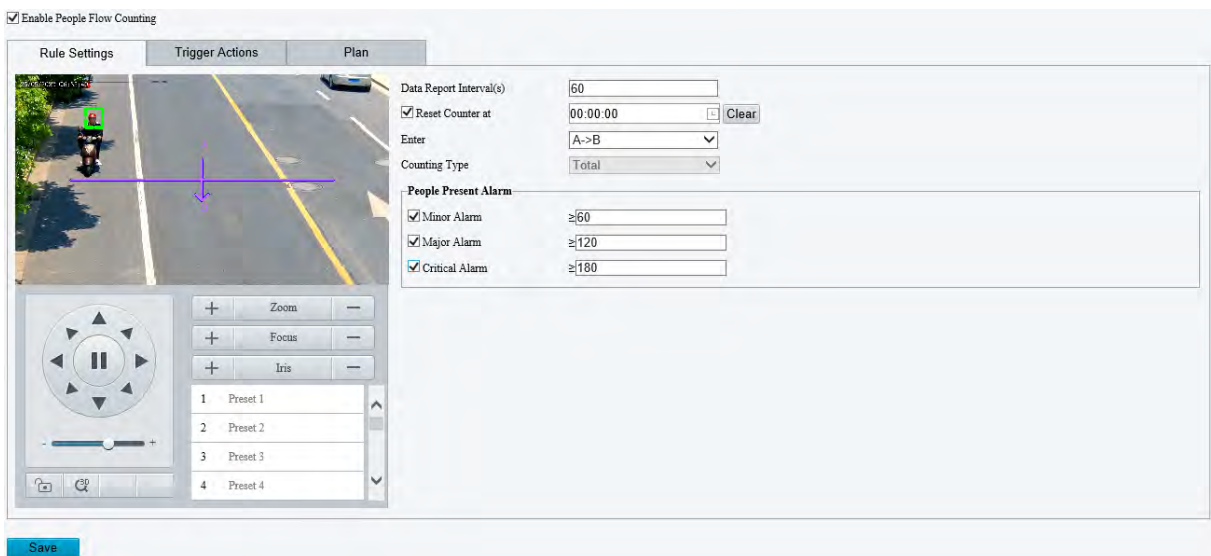 Enable People Flow Counting
Rule Settings
Trigger Actions
Plan
Data Report Interval(s)
60
Reset Counter at
00:00:00
Clear
Enter
A->B
Counting Type
Total
People Present Alarm
Minor Alarm
≥60
Major Alarm
≥120
Critical Alarm
≥180
+ Zoom −
+ Focus −
+ Iris −
1 Preset 1
2 Preset 2
3 Preset 3
4 Preset 4
- +
3D
Save